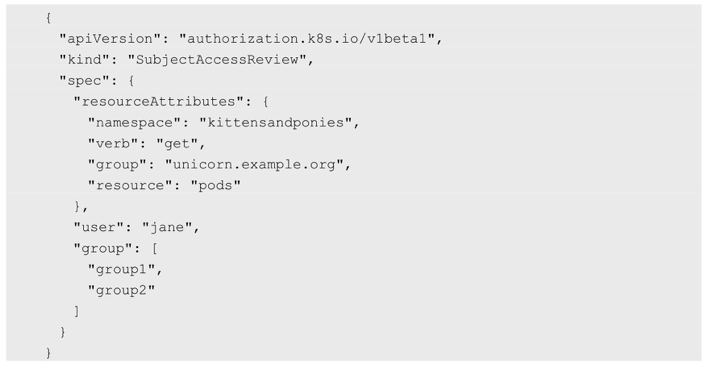 {
  "apiVersion": "authorization.k8s.io/v1beta1",
  "kind": "SubjectAccessReview",
  "spec": {
    "resourceAttributes": {
      "namespace": "kittensandponies",
      "verb": "get",
      "group": "unicorn.example.org",
      "resource": "pods"
    },
    "user": "jane",
    "group": [
      "group1",
      "group2"
    ]
  }
}